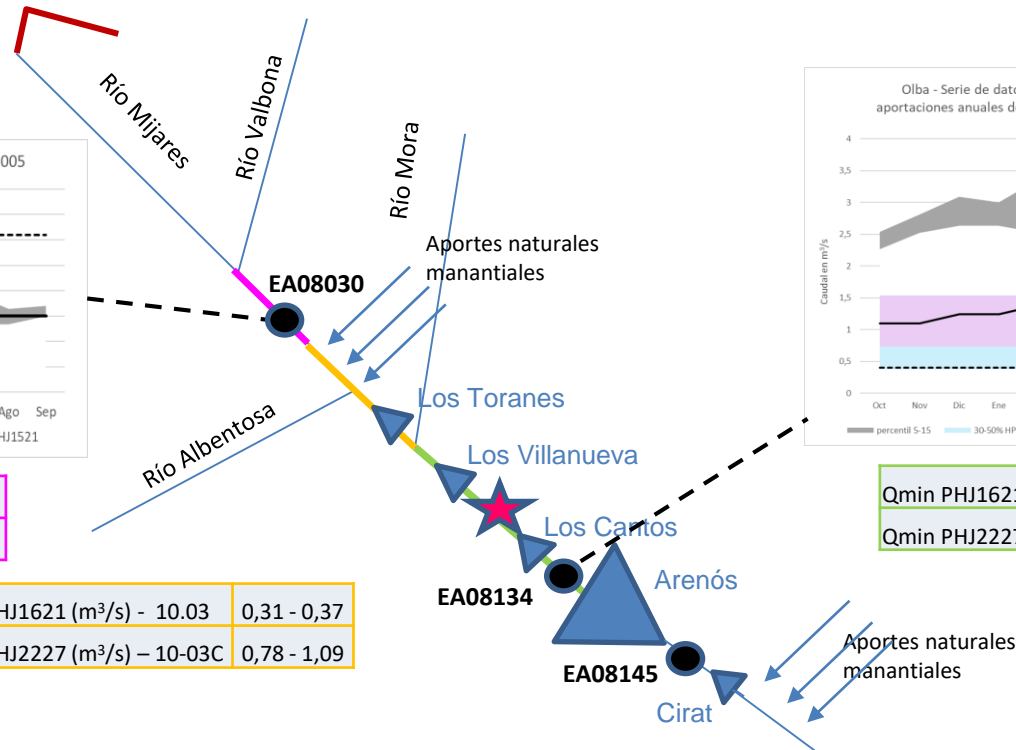 Río Mijares
Río Valbona
Río Mora
Aportes naturales
manantiales
EA08030
Río Albentosa
Los Toranes
Los Villanueva
Los Cantos
EA08134
Arenós
EA08145
Cirat
Aportes naturales
manantiales
005
Ago Sep
HJ1521
HJ1621 (m³/s) - 10.03 0,31 - 0,37
HJ2227 (m³/s) – 10-03C 0,78 - 1,09
Olba - Serie de dato
aportaciones anuales de
Caudal en m³/s
4
3,5
3
2,5
2
1,5
1
0,5
0
Oct Nov Dic Ene
percentil 5-15 30-50% HP
Qmin PHJ1621
Qmin PHJ2227